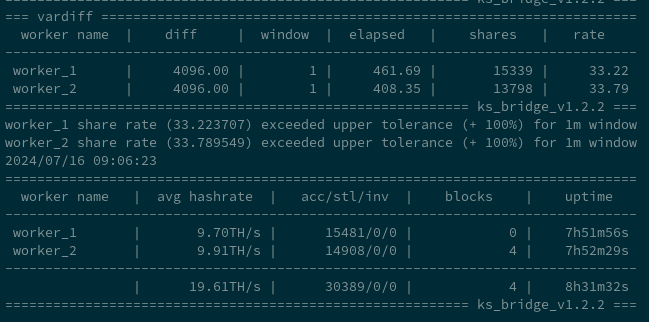 =================================================== ks_bridge_v1.2.2 ===
=== vardiff ===================================================================
worker name | diff | window | elapsed | shares | rate
-------------------------------------------------------------------------------
worker_1 | 4096.00 | 1 | 461.69 | 15339 | 33.22
worker_2 | 4096.00 | 1 | 408.35 | 13798 | 33.79
========================================================== ks_bridge_v1.2.2 ===
worker_1 share rate (33.223707) exceeded upper tolerance (+ 100%) for 1m window
worker_2 share rate (33.789549) exceeded upper tolerance (+ 100%) for 1m window
2024/07/16 09:06:23
===============================================================================
worker name | avg hashrate | acc/stl/inv | blocks | uptime
-------------------------------------------------------------------------------
worker_1 | 9.70TH/s | 15481/0/0 | 0 | 7h51m56s
worker_2 | 9.91TH/s | 14908/0/0 | 4 | 7h52m29s
-------------------------------------------------------------------------------
| 19.61TH/s | 30389/0/0 | 4 | 8h31m32s
========================================================== ks_bridge_v1.2.2 ===